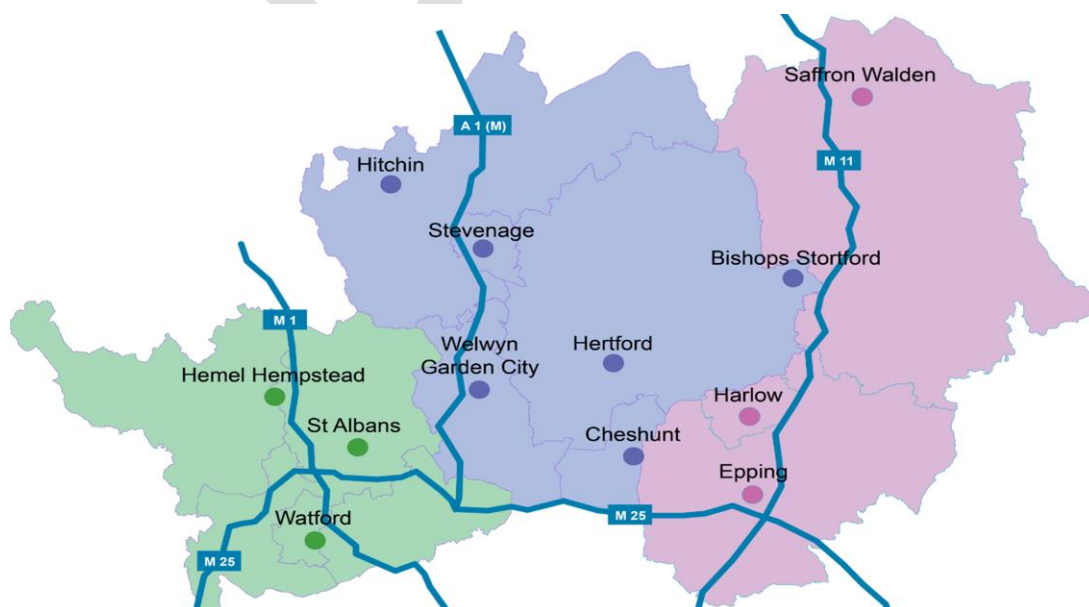 Saffron Walden
A 1 (M)
M 11
Hitchin
Stevenage
Bishops Stortford
M 1
Welwyn
Garden City
Hertford
Hemel Hempstead
Harlow
St Albans
Cheshunt
Epping
M 25
Watford
M 25